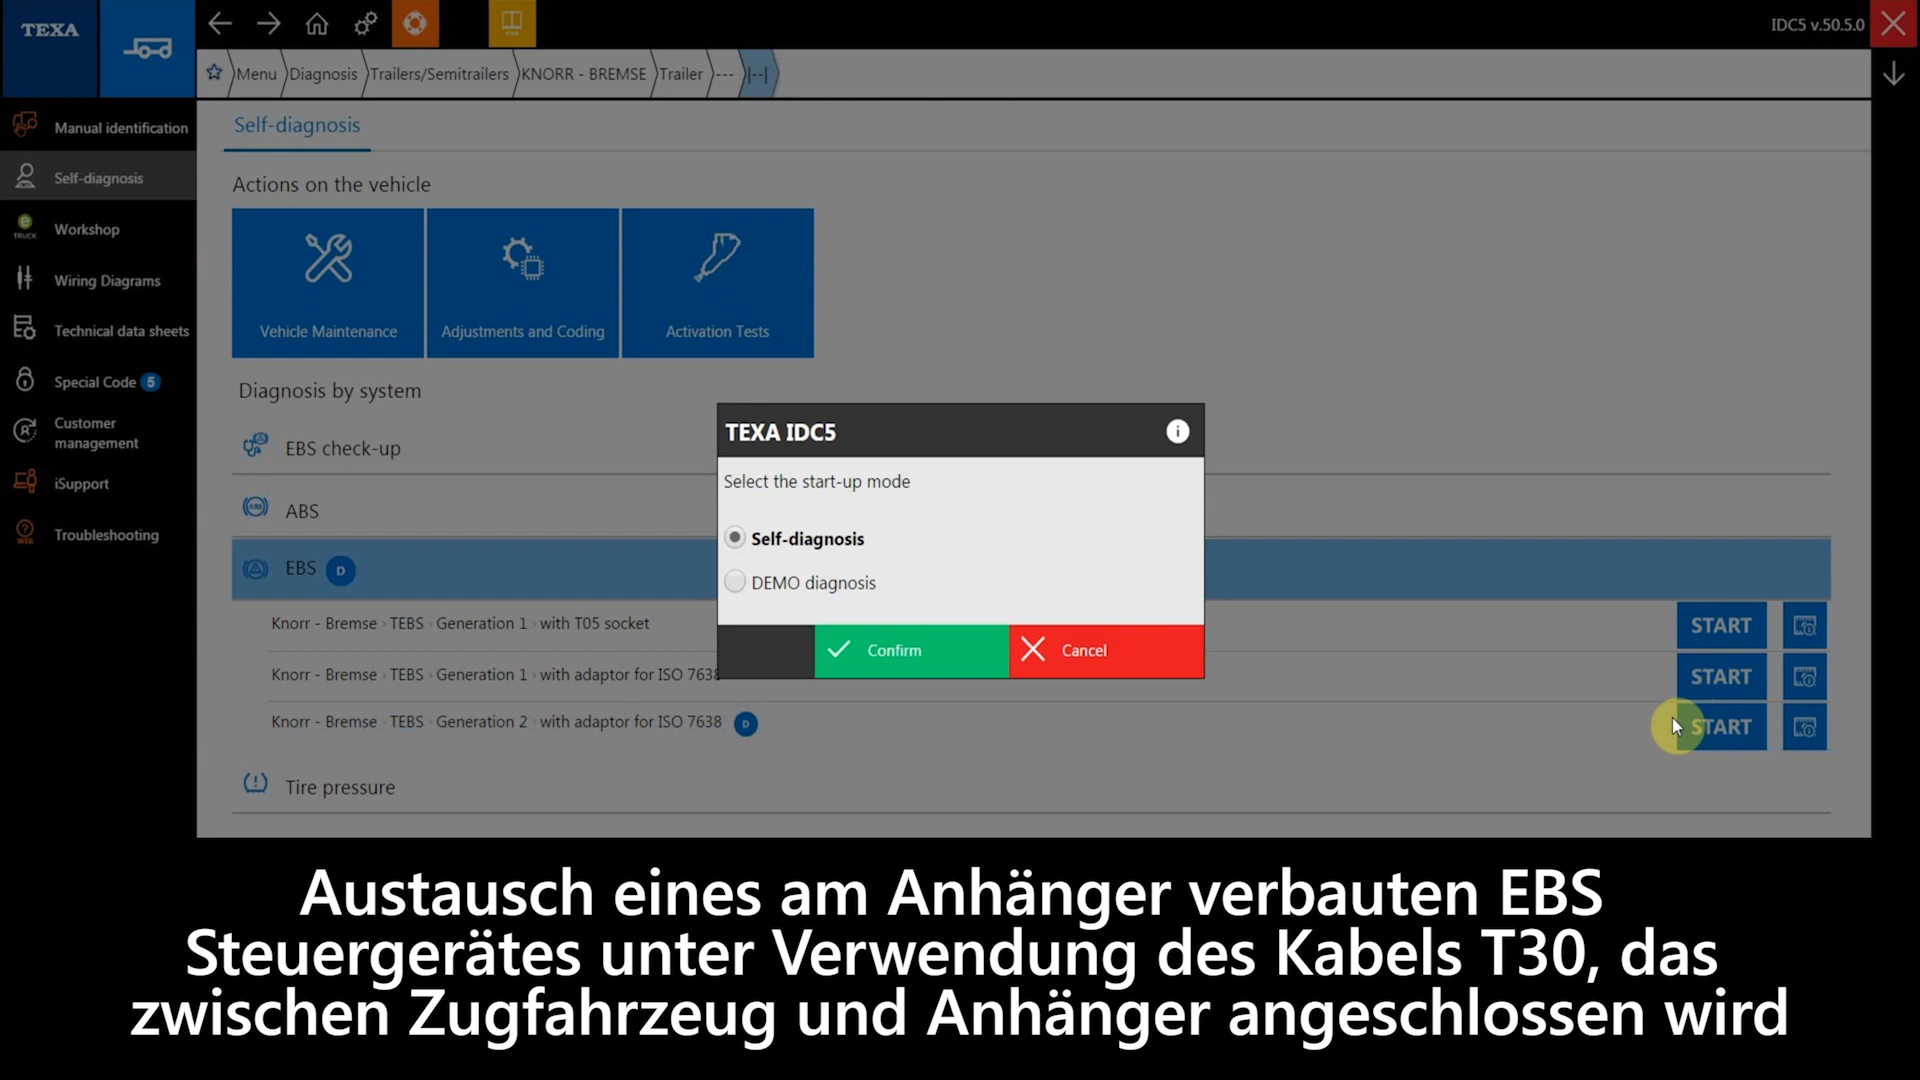 TEXA
IDC5 v.50.5.0
Menu
Diagnosis
Trailers/Semitrailers
KNORR - BREMSE
Trailer
---
|--|
Manual identification
Self-diagnosis
TRUCK
Workshop
Wiring Diagrams
Technical data sheets
Special Code 5
Customer
management
iSupport
WEB
Troubleshooting
Self-diagnosis
Actions on the vehicle
Vehicle Maintenance
Adjustments and Coding
Activation Tests
Diagnosis by system
EBS check-up
ABS
ABS
EBS D
Knorr - Bremse › TEBS › Generation 1 › with T05 socket
START
Knorr - Bremse › TEBS › Generation 1 › with adaptor for ISO 7638
START
Knorr - Bremse › TEBS › Generation 2 › with adaptor for ISO 7638 D
START
Tire pressure
TEXA IDC5
Select the start-up mode
Self-diagnosis
DEMO diagnosis
Confirm
Cancel
Austausch eines am Anhänger verbauten EBS
Steuergerätes unter Verwendung des Kabels T30, das
zwischen Zugfahrzeug und Anhänger angeschlossen wird